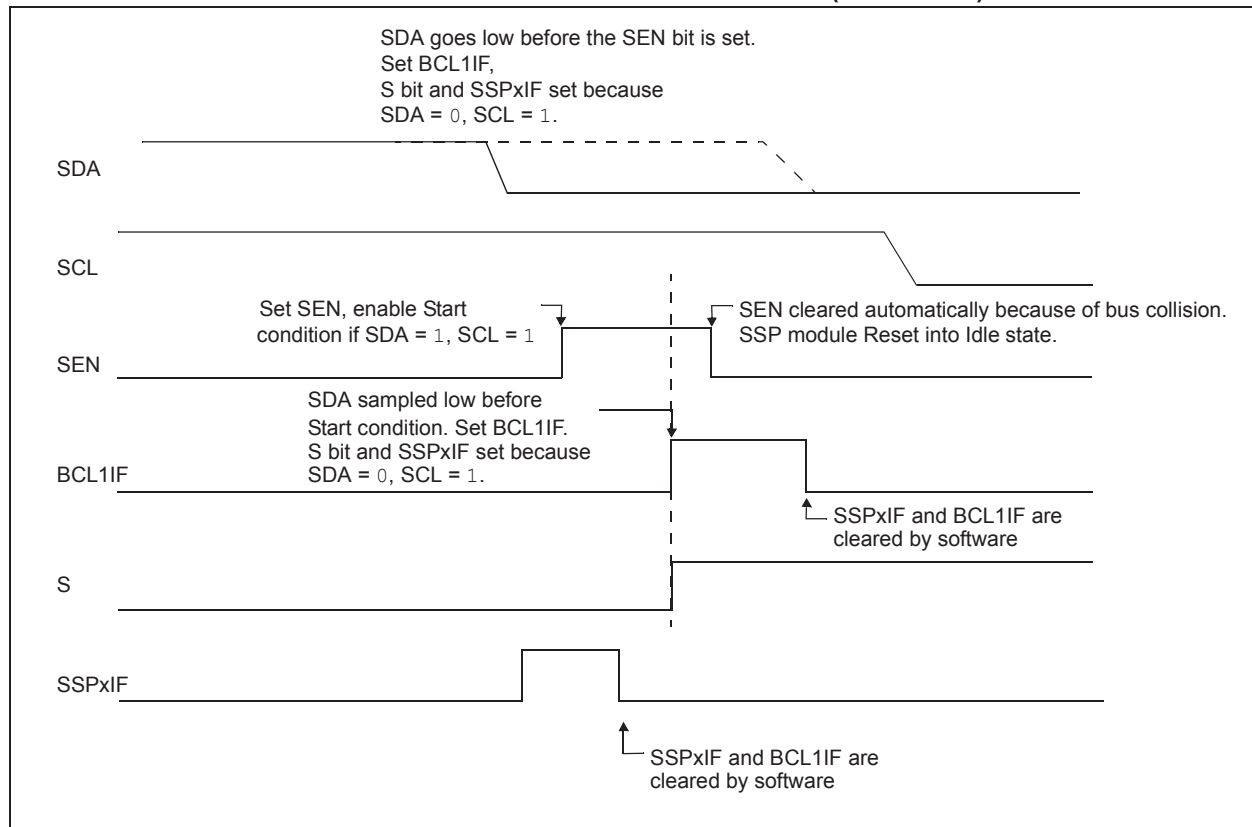 SDA goes low before the SEN bit is set.
Set BCL1IF,
S bit and SSPxIF set because
SDA = 0, SCL = 1.
SDA
SCL
Set SEN, enable Start
condition if SDA = 1, SCL = 1
SEN cleared automatically because of bus collision.
SSP module Reset into Idle state.
SEN
SDA sampled low before
Start condition. Set BCL1IF.
S bit and SSPxIF set because
SDA = 0, SCL = 1.
BCL1IF
SSPxIF and BCL1IF are
cleared by software
S
SSPxIF
SSPxIF and BCL1IF are
cleared by software